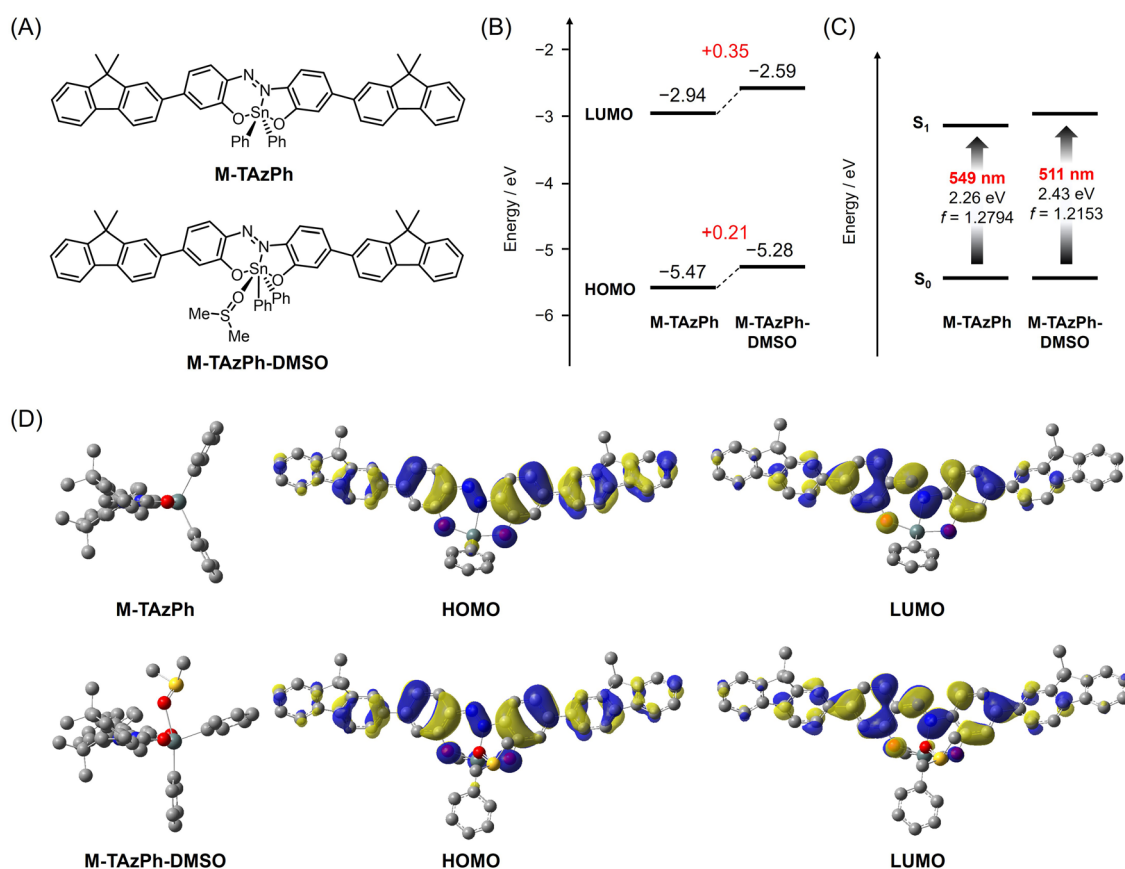 (A)
N
N
O
Sn
O
Ph
Ph
M-TAzPh
N
N
O
Sn
O
Ph
Ph
O
Me
S
Me
M-TAzPh-DMSO
(B)
Energy / eV
−2
−3
−4
−5
−6
+0.35
−2.59
−2.94
LUMO
+0.21
−5.28
−5.47
HOMO
M-TAzPh
M-TAzPh-
DMSO
(C)
Energy / eV
S1
549 nm
2.26 eV
f = 1.2794
511 nm
2.43 eV
f = 1.2153
S0
M-TAzPh
M-TAzPh-
DMSO
(D)
M-TAzPh
HOMO
LUMO
M-TAzPh-DMSO
HOMO
LUMO